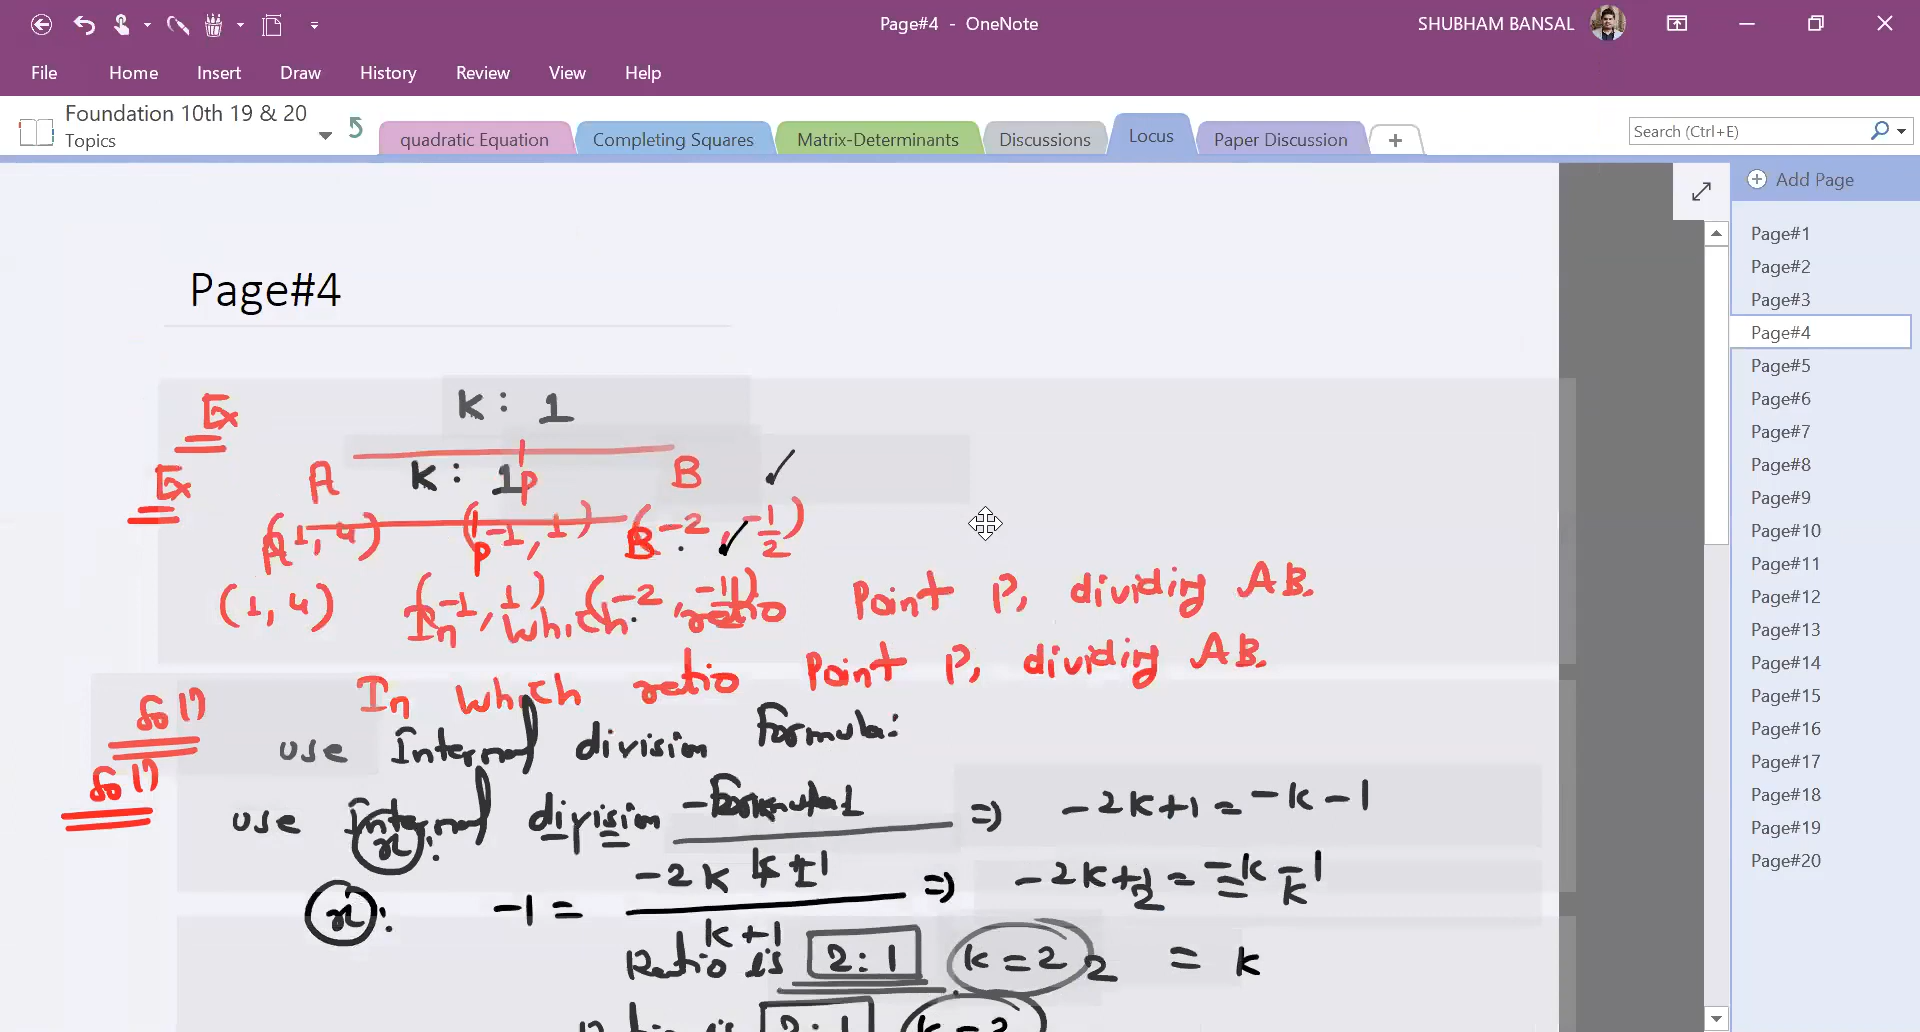 Page#4 - OneNote
SHUBHAM BANSAL
File Home Insert Draw History Review View Help
Foundation 10th 19 & 20
Topics
quadratic Equation Completing Squares Matrix-Determinants Discussions Locus Paper Discussion +
Search (Ctrl+E)
Add Page
Page#1
Page#2
Page#3
Page#4
Page#5
Page#6
Page#7
Page#8
Page#9
Page#10
Page#11
Page#12
Page#13
Page#14
Page#15
Page#16
Page#17
Page#18
Page#19
Page#20
Page#4
Ex
K : 1
Ex
A K : 1 P B ✓
(1, 4) (-1, 1) (-2, -1/2)
A P B ✓
(1, 4) (-1, 1) (-2,
In which ratio Point P, dividing AB.
In which ratio Point P, dividing AB.
Sol)
use Internal division Formula:
Sol)
use Internal division Formula
=> -2k+1 = -k-1
x :
-2k+1
=>
x : -1 =
k+1
Ratio is 2 : 1 k = 2
2 = k
2 : 1 k = 2